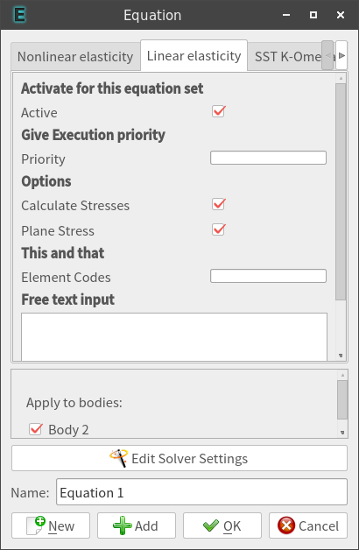 Equation
Nonlinear elasticity Linear elasticity SST K-Omega
Activate for this equation set
Active
Give Execution priority
Priority
Options
Calculate Stresses
Plane Stress
This and that
Element Codes
Free text input
Apply to bodies:
Body 2
Edit Solver Settings
Name: Equation 1
New Add OK Cancel